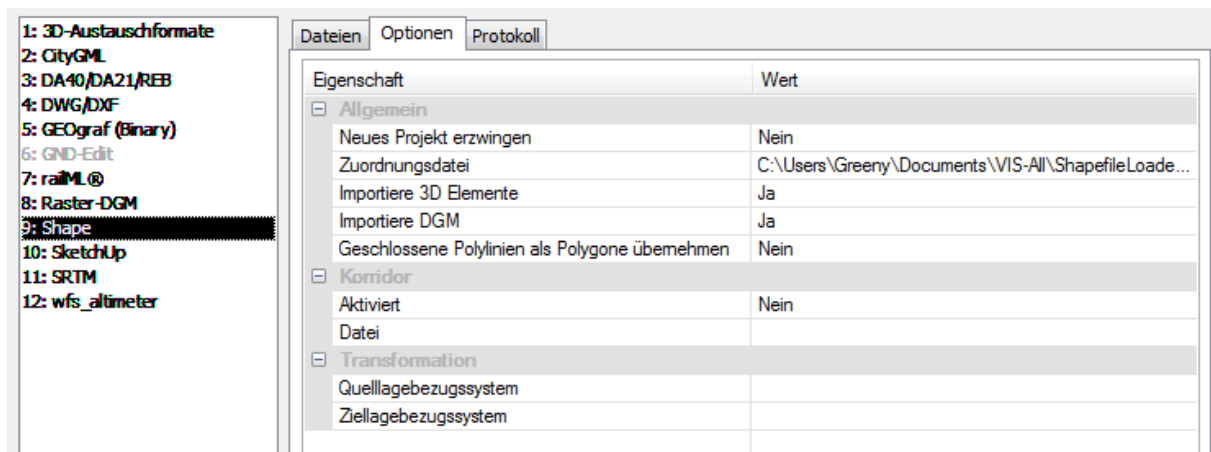 1: 3D-Austauschformate
2: CityGML
3: DA40/DA21/REB
4: DWG/DXF
5: GEOgraf (Binary)
6: GND-Edit
7: railML®
8: Raster-DGM
9: Shape
10: SketchUp
11: SRTM
12: wfs_altimeter
Dateien Optionen Protokoll
Eigenschaft Wert
Allgemein
Neues Projekt erzwingen Nein
Zuordnungsdatei C:\Users\Greeny\Documents\VIS-All\ShapefileLoade...
Importiere 3D Elemente Ja
Importiere DGM Ja
Geschlossene Polylinien als Polygone übernehmen Nein
Korridor
Aktiviert Nein
Datei
Transformation
Quelllagebezugssystem
Ziellagebezugssystem